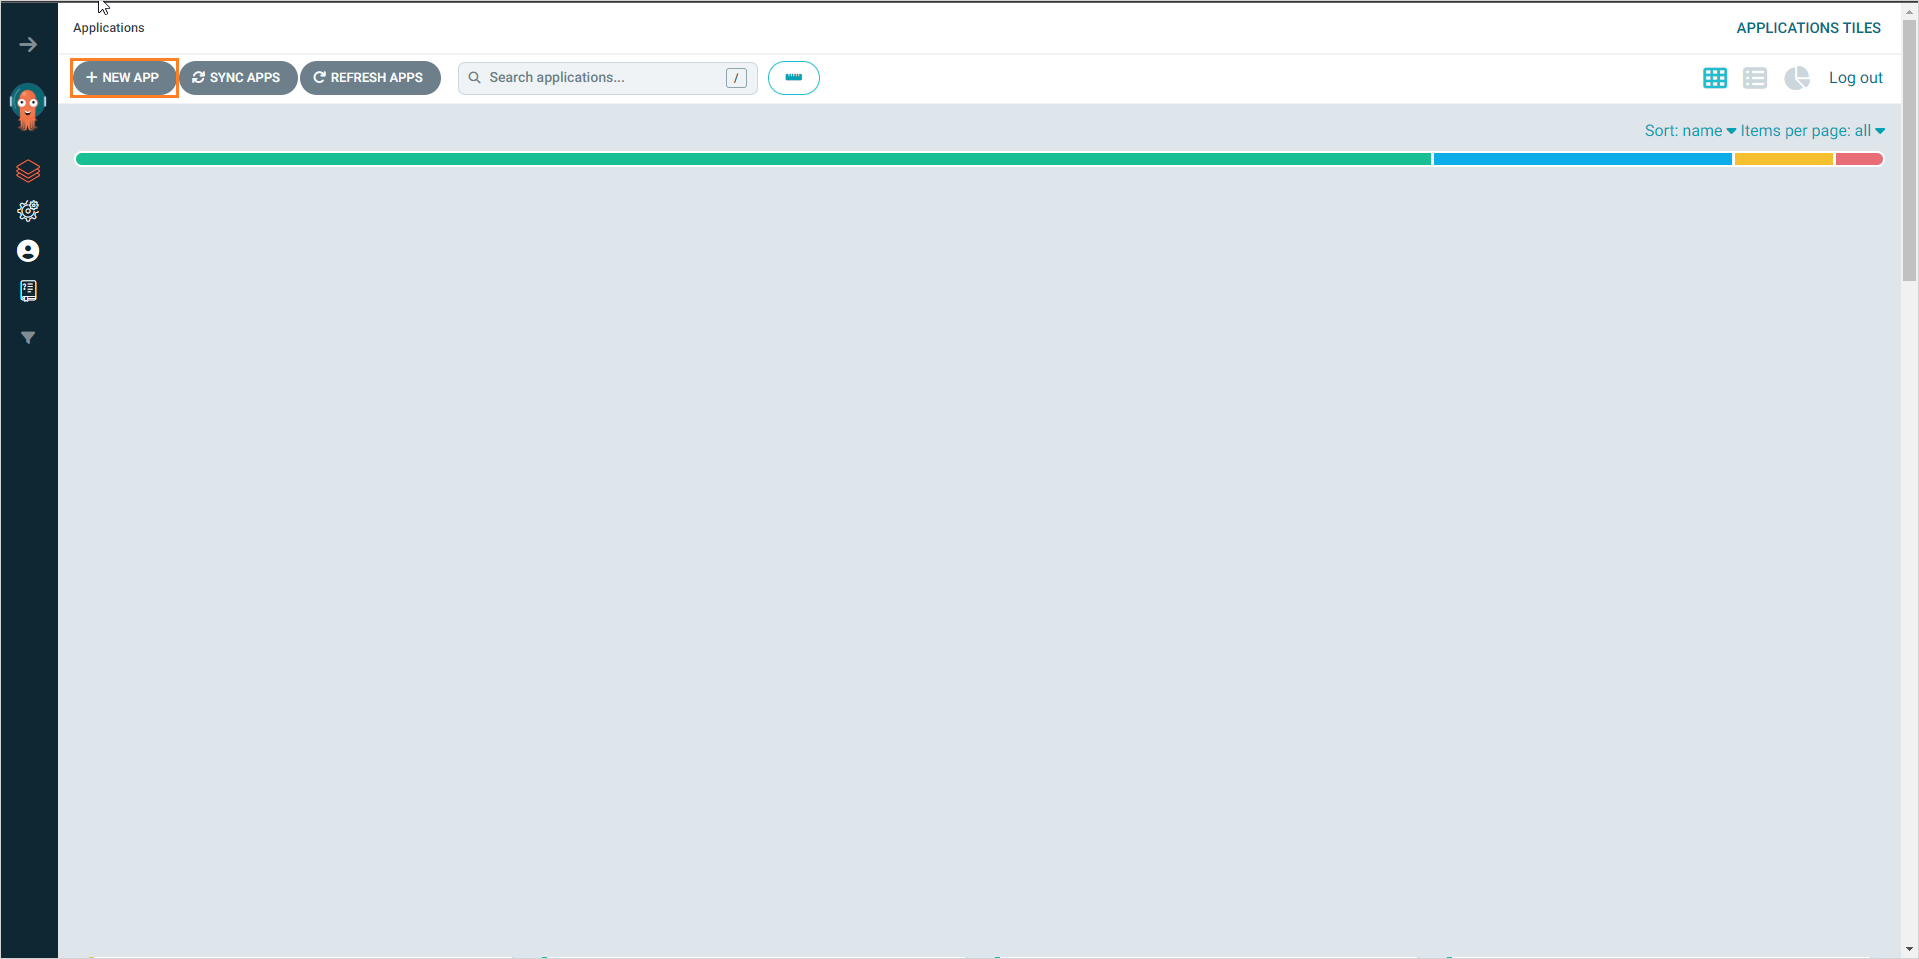 Applications
APPLICATIONS TILES
NEW APP
SYNC APPS
REFRESH APPS
Search applications...
/
Log out
Sort: name Items per page: all